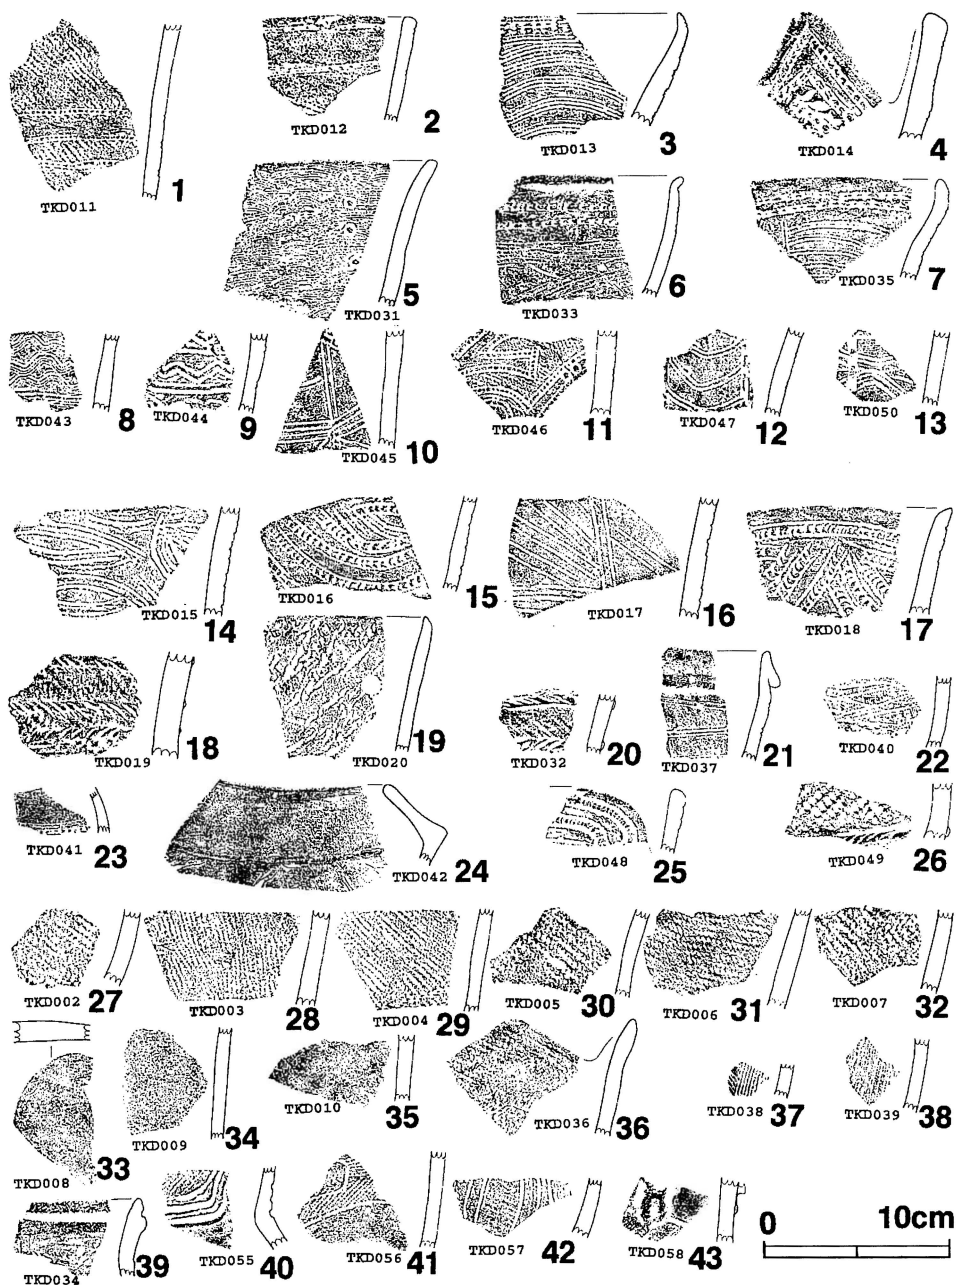 TKD011 1
TKD012 2
TKD013 3
TKD014 4
TKD031 5
TKD033 6
TKD035 7
TKD043 8
TKD044 9
TKD045 10
TKD046 11
TKD047 12
TKD050 13
TKD015 14
TKD016 15
TKD017 16
TKD018 17
TKD019 18
TKD020 19
TKD032 20
TKD037 21
TKD040 22
TKD041 23
TKD042 24
TKD048 25
TKD049 26
TKD002 27
TKD003 28
TKD004 29
TKD005 30
TKD006 31
TKD007 32
TKD008 33
TKD009 34
TKD010 35
TKD036 36
TKD038 37
TKD039 38
TKD034 39
TKD055 40
TKD056 41
TKD057 42
TKD058 43
0 10cm